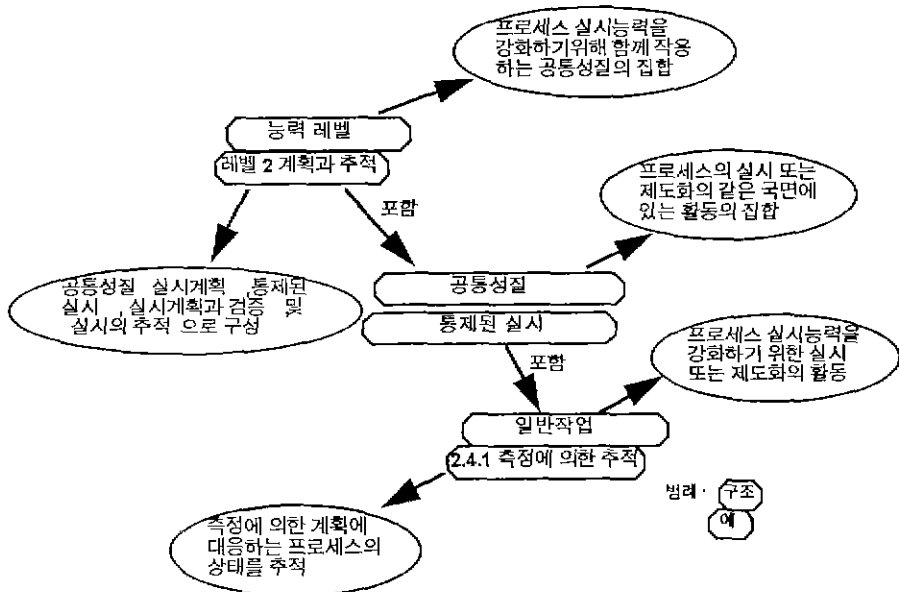 프로세스 실시능력을
강화하기위해 함께 작용
하는 공통성질의 집합
능력 레벨
레벨 2 계획과 추적
포함
프로세스의 실시 또는
제도화의 같은 국면에
있는 활동의 집합
공통성질 실시계획 ,통제된
실시 , 실시계획과 검증 및
실시의 추적 으로 구성
공통성질
통제된 실시
포함
프로세스 실시능력을
강화하기 위한 실시
또는 제도화의 활동
일반작업
2.4.1 측정에 의한 추적
범례 · 구조
예
측정에 의한 계획에
대응하는 프로세스의
상태를 추적